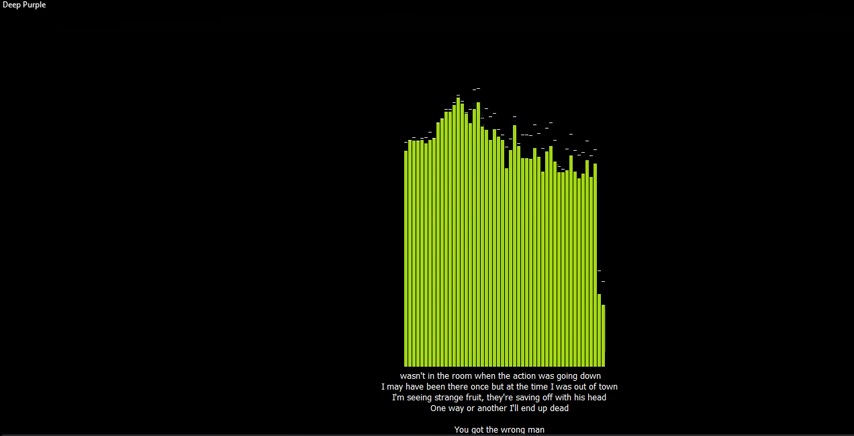 Deep Purple
wasn't in the room when the action was going down
I may have been there once but at the time I was out of town
I'm seeing strange fruit, they're saving off with his head
One way or another I'll end up dead
You got the wrong man